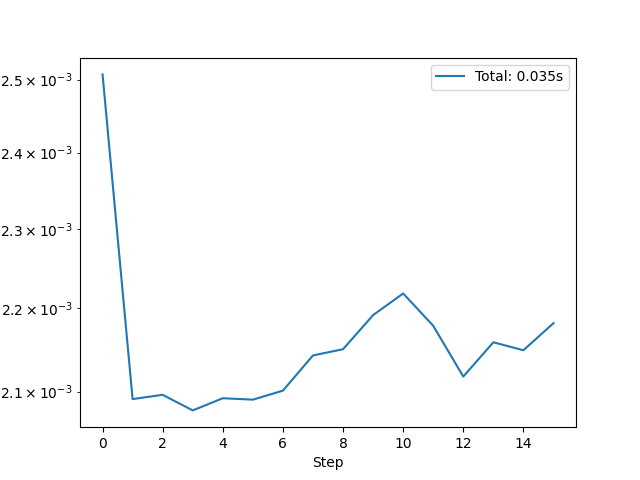 Total: 0.035s
2.5 × 10⁻³
2.4 × 10⁻³
2.3 × 10⁻³
2.2 × 10⁻³
2.1 × 10⁻³
0 2 4 6 8 10 12 14
Step